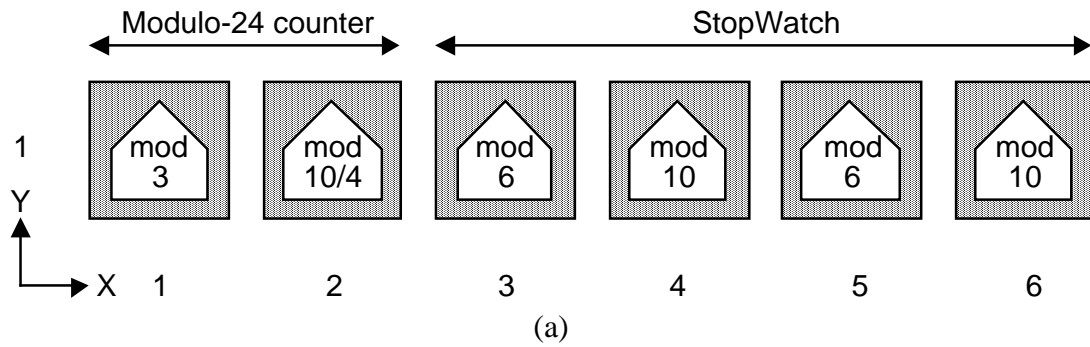 Modulo-24 counter StopWatch
mod mod mod mod mod mod
3 10/4 6 10 6 10
1
Y
X 1 2 3 4 5 6
(a)